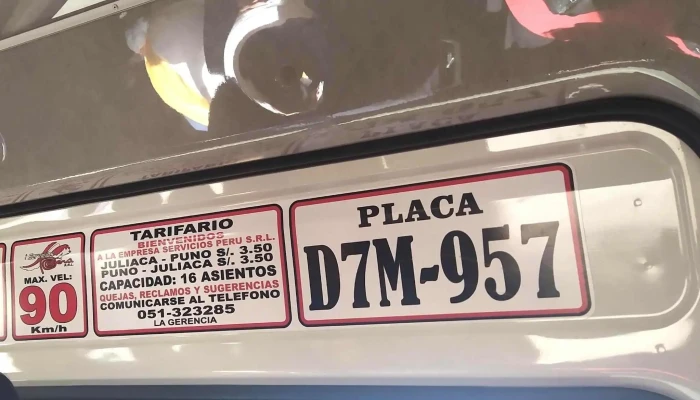 MAX. VEL:
90
Km/h
TARIFARIO
BIENVENIDOS
A LA EMPRESA SERVICIOS PERU S.R.L.
JULIACA - PUNO S/. 3.50
PUNO - JULIACA S/. 3.50
CAPACIDAD: 16 ASIENTOS
QUEJAS, RECLAMOS Y SUGERENCIAS
COMUNICARSE AL TELEFONO
051-323285
LA GERENCIA
PLACA
D7M-957